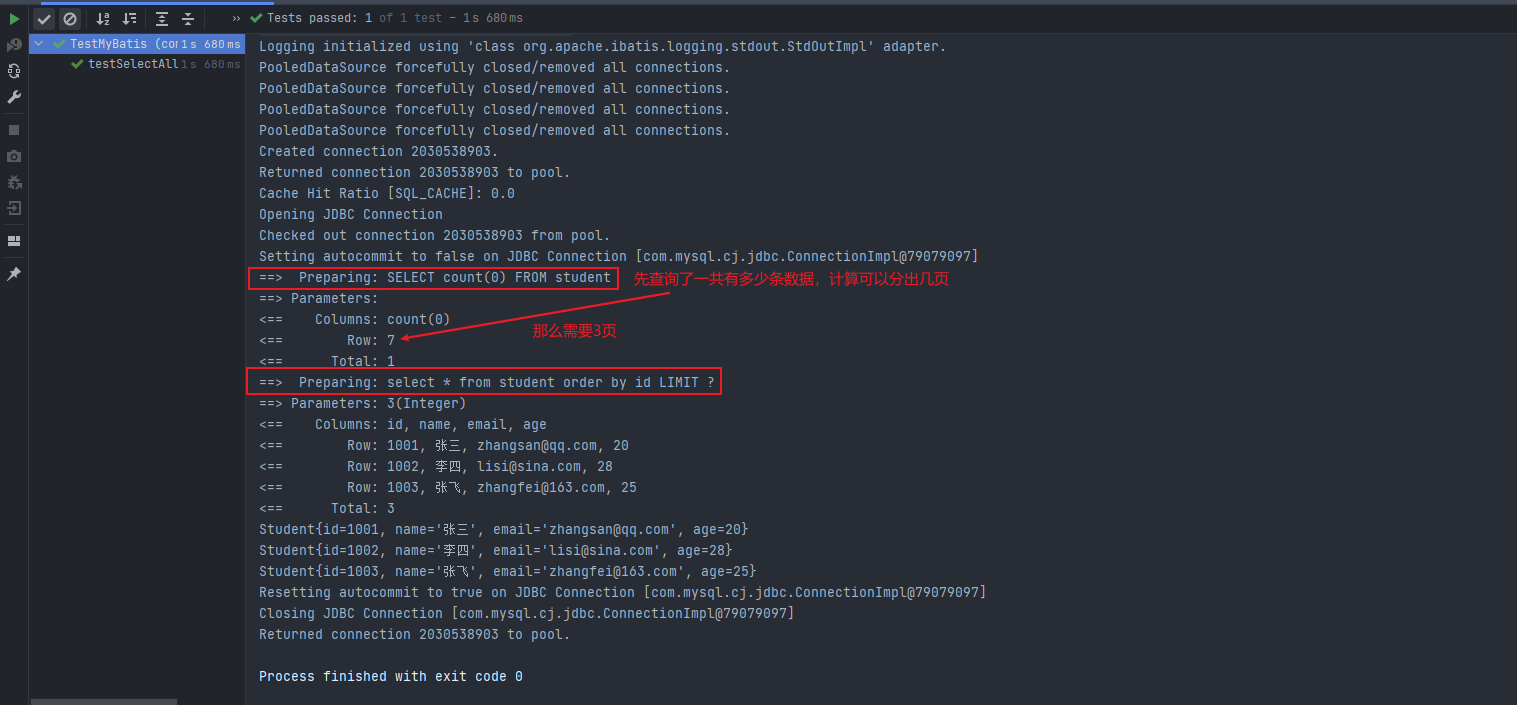 Tests passed: 1 of 1 test – 1 s 680 ms
TestMyBatis (cor 1 s 680 ms
testSelectAll 1 s 680 ms
Logging initialized using 'class org.apache.ibatis.logging.stdout.StdOutImpl' adapter.
PooledDataSource forcefully closed/removed all connections.
PooledDataSource forcefully closed/removed all connections.
PooledDataSource forcefully closed/removed all connections.
PooledDataSource forcefully closed/removed all connections.
Created connection 2030538903.
Returned connection 2030538903 to pool.
Cache Hit Ratio [SQL_CACHE]: 0.0
Opening JDBC Connection
Checked out connection 2030538903 from pool.
Setting autocommit to false on JDBC Connection [com.mysql.cj.jdbc.ConnectionImpl@79079097]
==>  Preparing: SELECT count(0) FROM student 先查询了一共有多少条数据，计算可以分出几页
==> Parameters:
<==    Columns: count(0)
那么需要3页
<==        Row: 7
<==      Total: 1
==>  Preparing: select * from student order by id LIMIT ?
==> Parameters: 3(Integer)
<==    Columns: id, name, email, age
<==        Row: 1001, 张三, zhangsan@qq.com, 20
<==        Row: 1002, 李四, lisi@sina.com, 28
<==        Row: 1003, 张飞, zhangfei@163.com, 25
<==      Total: 3
Student{id=1001, name='张三', email='zhangsan@qq.com', age=20}
Student{id=1002, name='李四', email='lisi@sina.com', age=28}
Student{id=1003, name='张飞', email='zhangfei@163.com', age=25}
Resetting autocommit to true on JDBC Connection [com.mysql.cj.jdbc.ConnectionImpl@79079097]
Closing JDBC Connection [com.mysql.cj.jdbc.ConnectionImpl@79079097]
Returned connection 2030538903 to pool.
Process finished with exit code 0